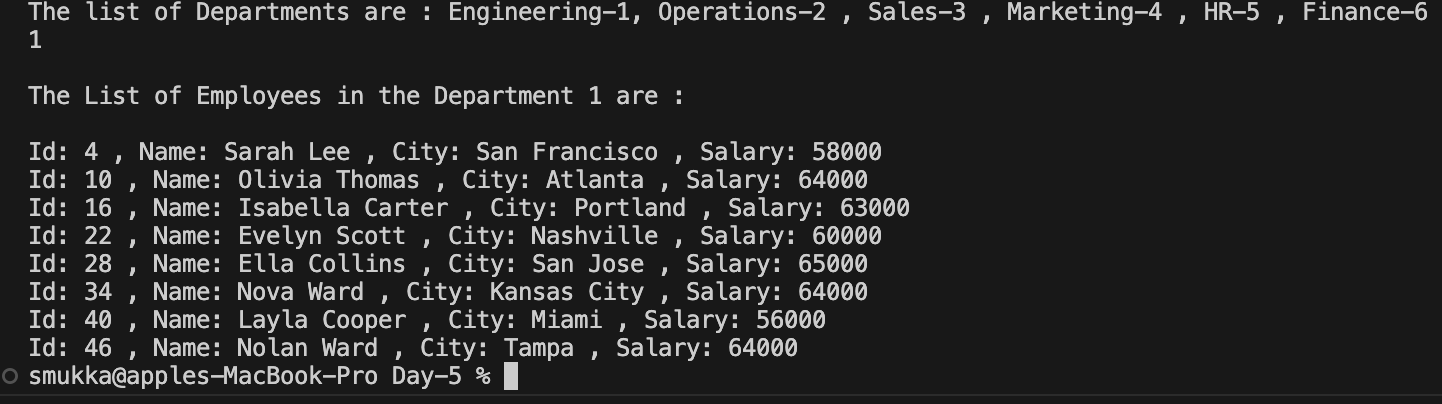 The list of Departments are : Engineering-1, Operations-2 , Sales-3 , Marketing-4 , HR-5 , Finance-6
1
The List of Employees in the Department 1 are :
Id: 4 , Name: Sarah Lee , City: San Francisco , Salary: 58000
Id: 10 , Name: Olivia Thomas , City: Atlanta , Salary: 64000
Id: 16 , Name: Isabella Carter , City: Portland , Salary: 63000
Id: 22 , Name: Evelyn Scott , City: Nashville , Salary: 60000
Id: 28 , Name: Ella Collins , City: San Jose , Salary: 65000
Id: 34 , Name: Nova Ward , City: Kansas City , Salary: 64000
Id: 40 , Name: Layla Cooper , City: Miami , Salary: 56000
Id: 46 , Name: Nolan Ward , City: Tampa , Salary: 64000
smukka@apples-MacBook-Pro Day-5 %